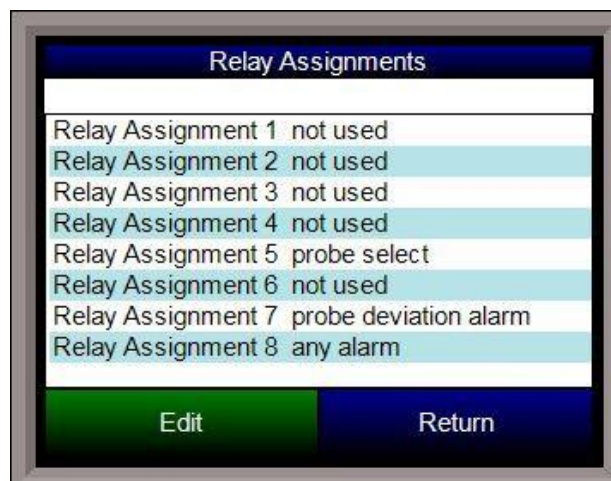 Relay Assignments
Relay Assignment 1 not used
Relay Assignment 2 not used
Relay Assignment 3 not used
Relay Assignment 4 not used
Relay Assignment 5 probe select
Relay Assignment 6 not used
Relay Assignment 7 probe deviation alarm
Relay Assignment 8 any alarm
Edit Return